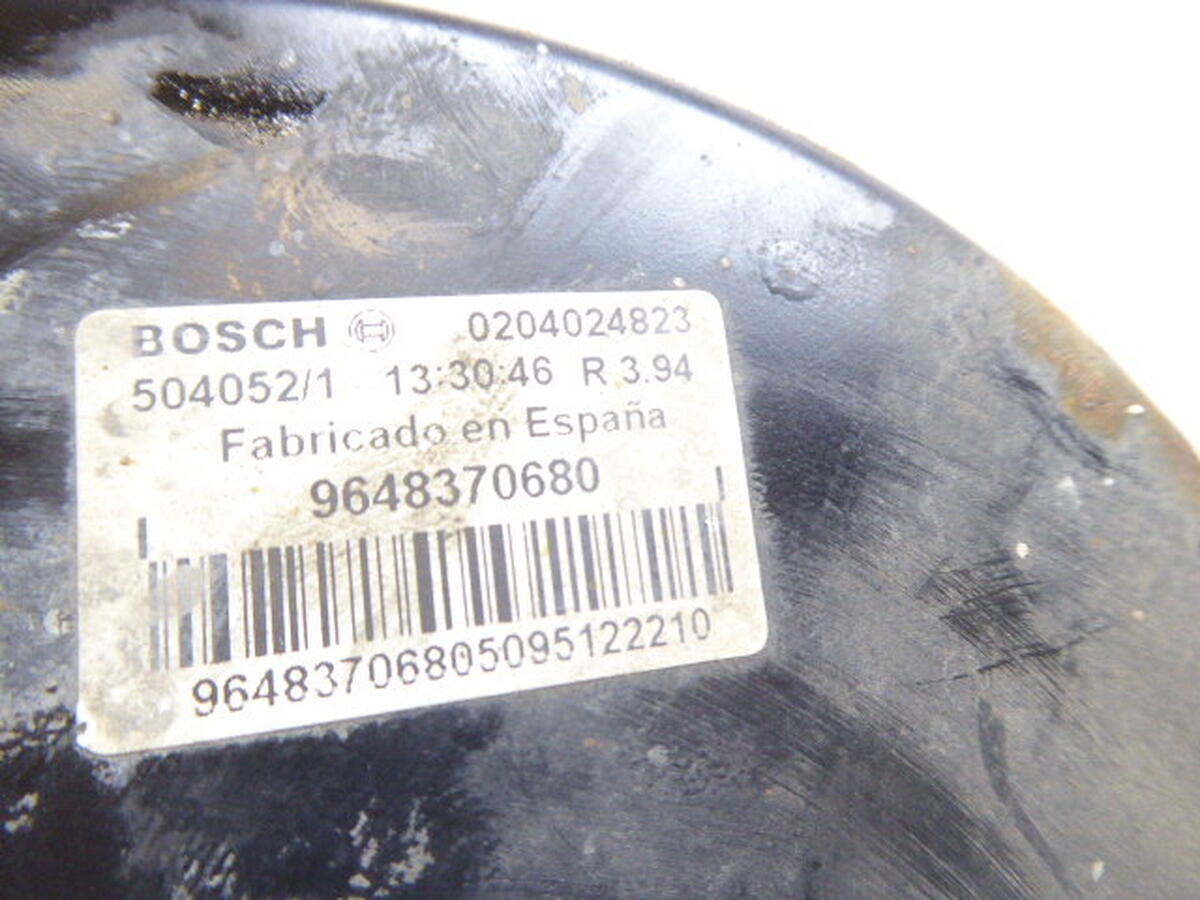 BOSCH 0204024823
504052/1 13:30:46 R 3.94
Fabricado en España
9648370680
96483706805095122210